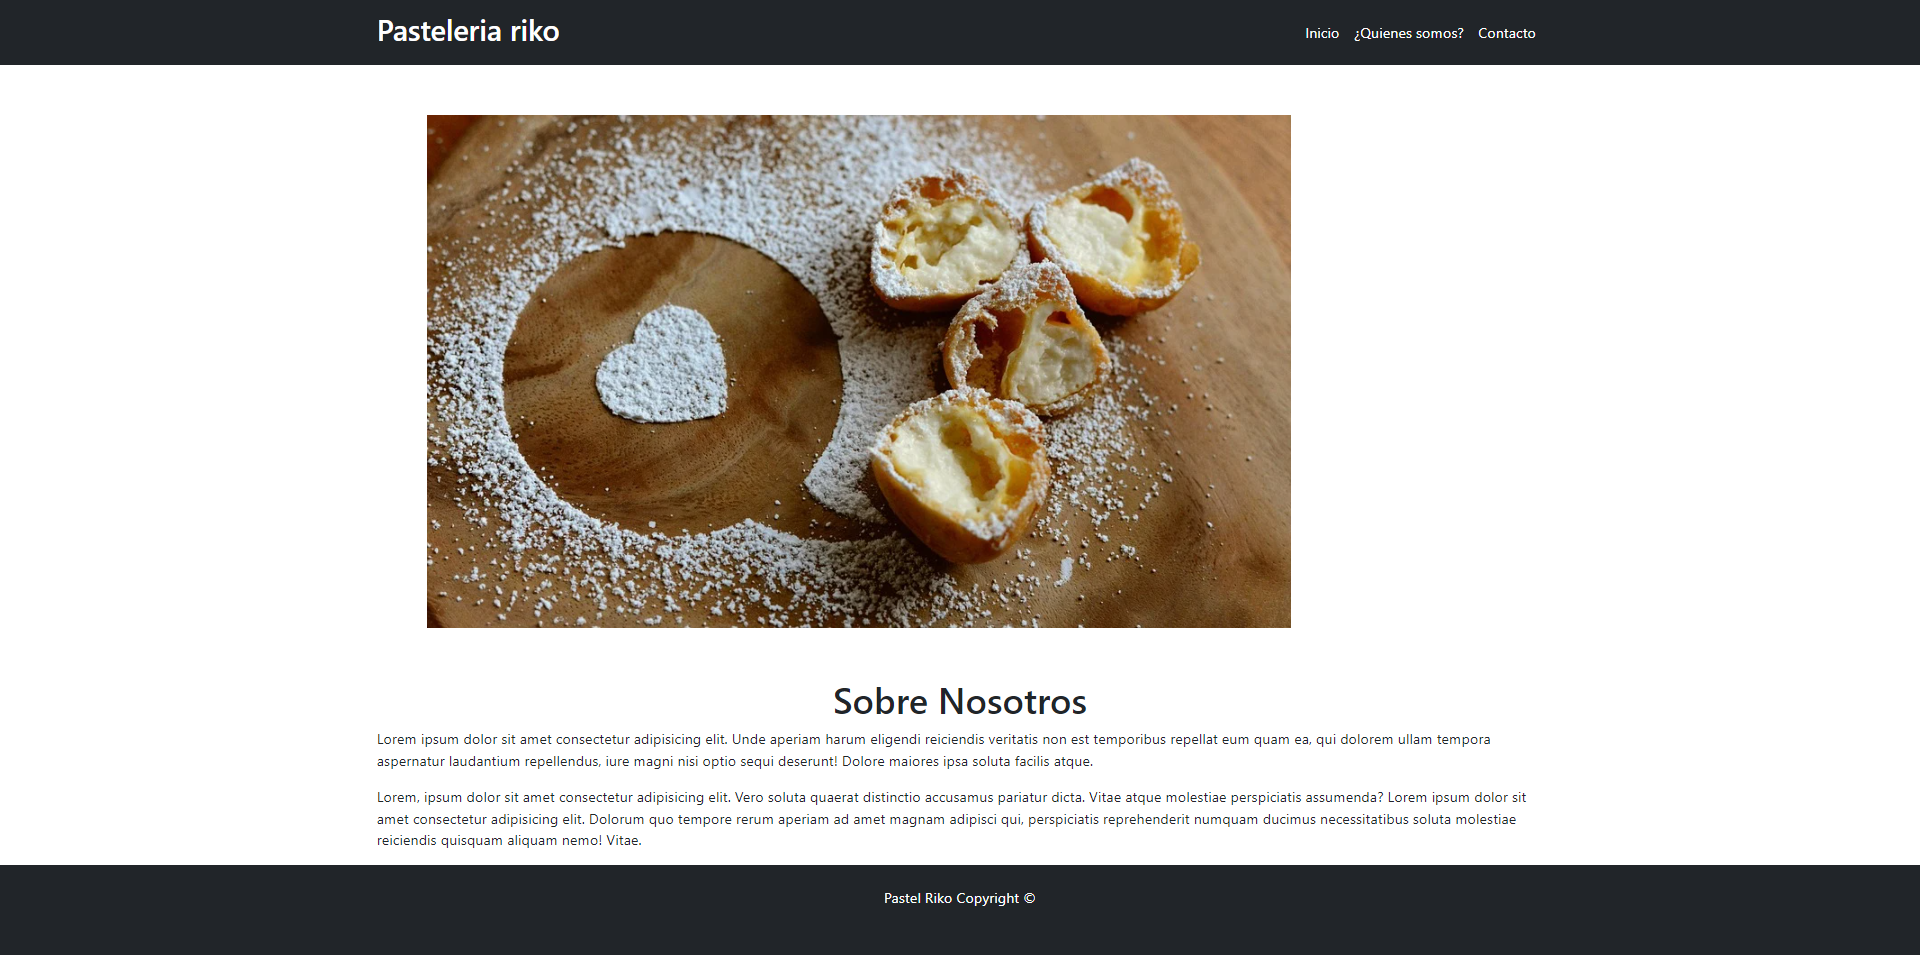 Pasteleria riko
Inicio ¿Quienes somos? Contacto
Sobre Nosotros
Lorem ipsum dolor sit amet consectetur adipisicing elit. Unde aperiam harum eligendi reiciendis veritatis non est temporibus repellat eum quam ea, qui dolorem ullam tempora
aspernatur laudantium repellendus, iure magni nisi optio sequi deserunt! Dolore maiores ipsa soluta facilis atque.
Lorem, ipsum dolor sit amet consectetur adipisicing elit. Vero soluta quaerat distinctio accusamus pariatur dicta. Vitae atque molestiae perspiciatis assumenda? Lorem ipsum dolor sit
amet consectetur adipisicing elit. Dolorum quo tempore rerum aperiam ad amet magnam adipisci qui, perspiciatis reprehenderit numquam ducimus necessitatibus soluta molestiae
reiciendis quisquam aliquam nemo! Vitae.
Pastel Riko Copyright ©